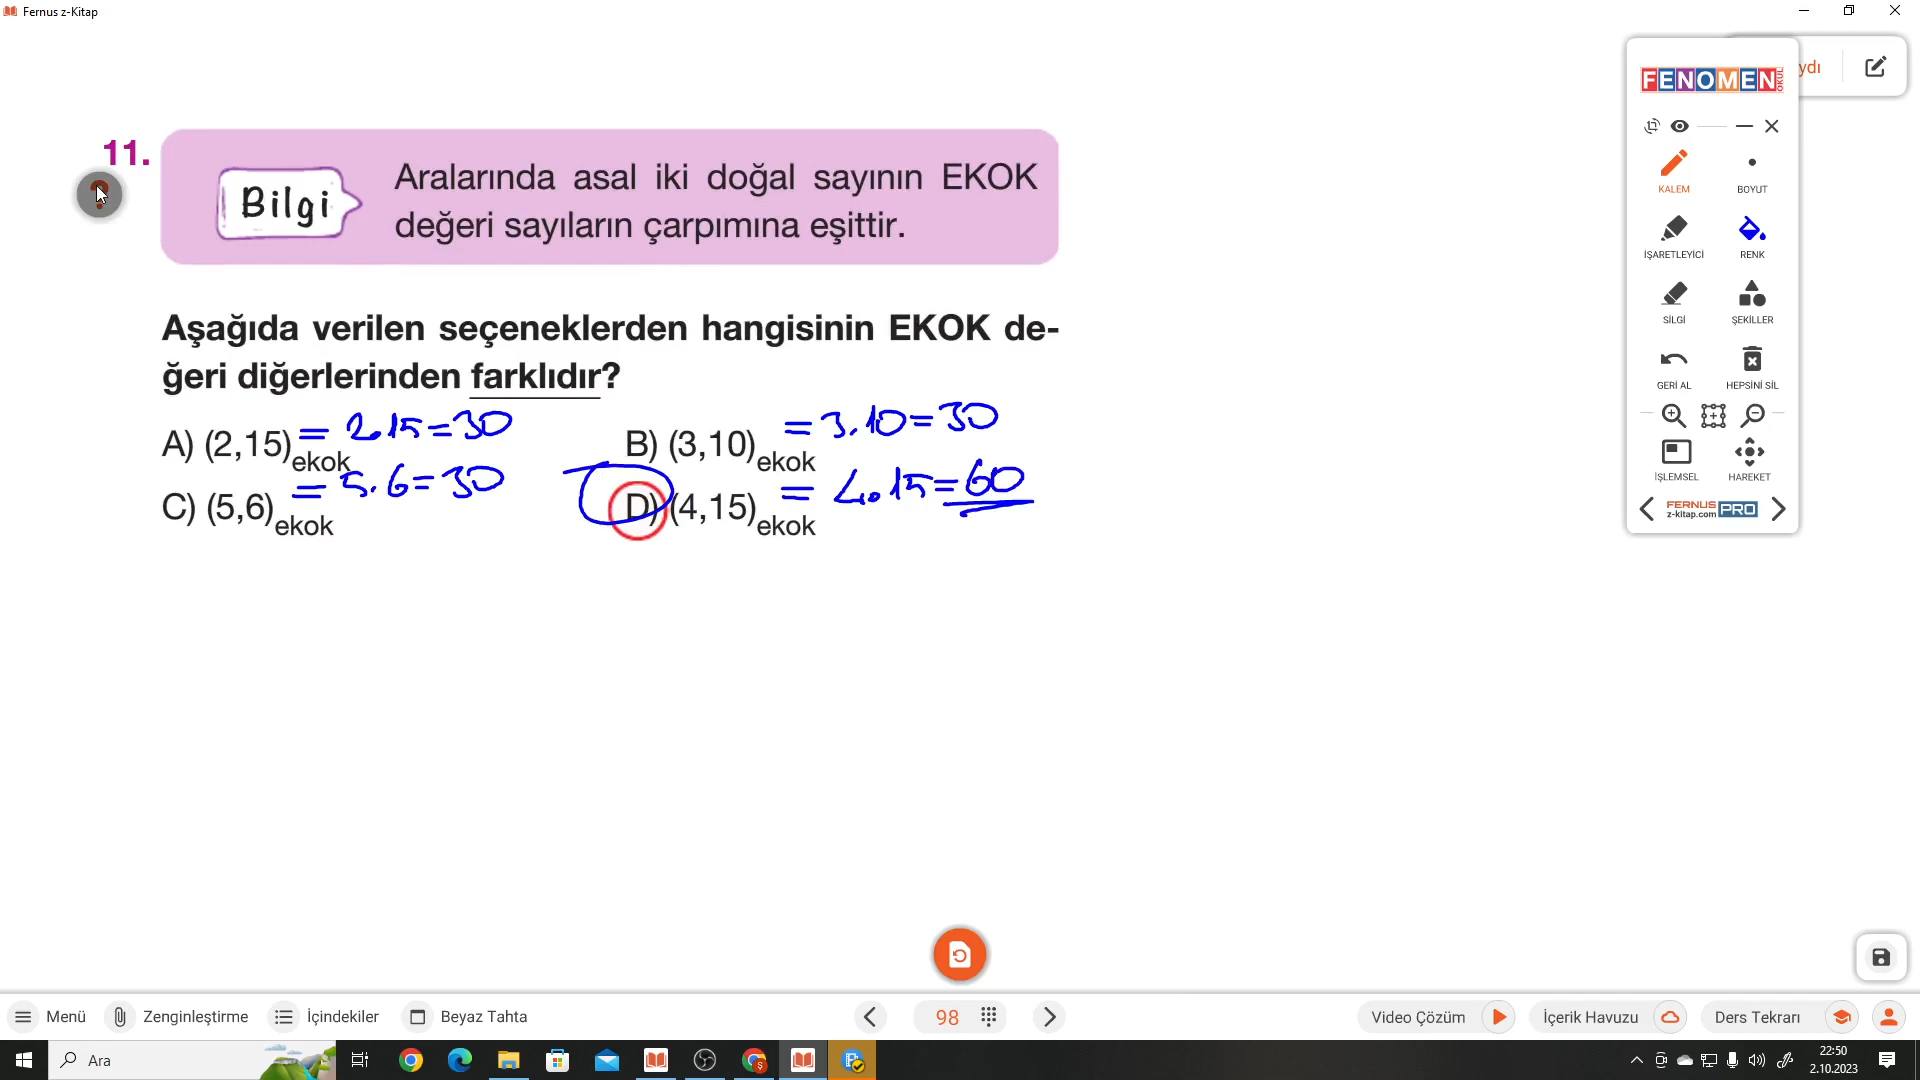 Fernus z-Kitap
FENOMEN OKUL
ydı
11.
Bilgi
Aralarında asal iki doğal sayının EKOK
değeri sayıların çarpımına eşittir.
Aşağıda verilen seçeneklerden hangisinin EKOK de-
ğeri diğerlerinden farklıdır?
A) (2,15)ekok = 2.15=30
B) (3,10)ekok = 3.10=30
C) (5,6)ekok = 5.6=30
D) (4,15)ekok = 4.15=60
KALEM
BOYUT
İŞARETLEYİCİ
RENK
SİLGİ
ŞEKİLLER
GERİ AL
HEPSİNİ SİL
İŞLEMSEL
HAREKET
FERNUS
z-kitap.com PRO
Menü
Zenginleştirme
İçindekiler
Beyaz Tahta
98
Video Çözüm
İçerik Havuzu
Ders Tekrarı
Ara
22:50
2.10.2023